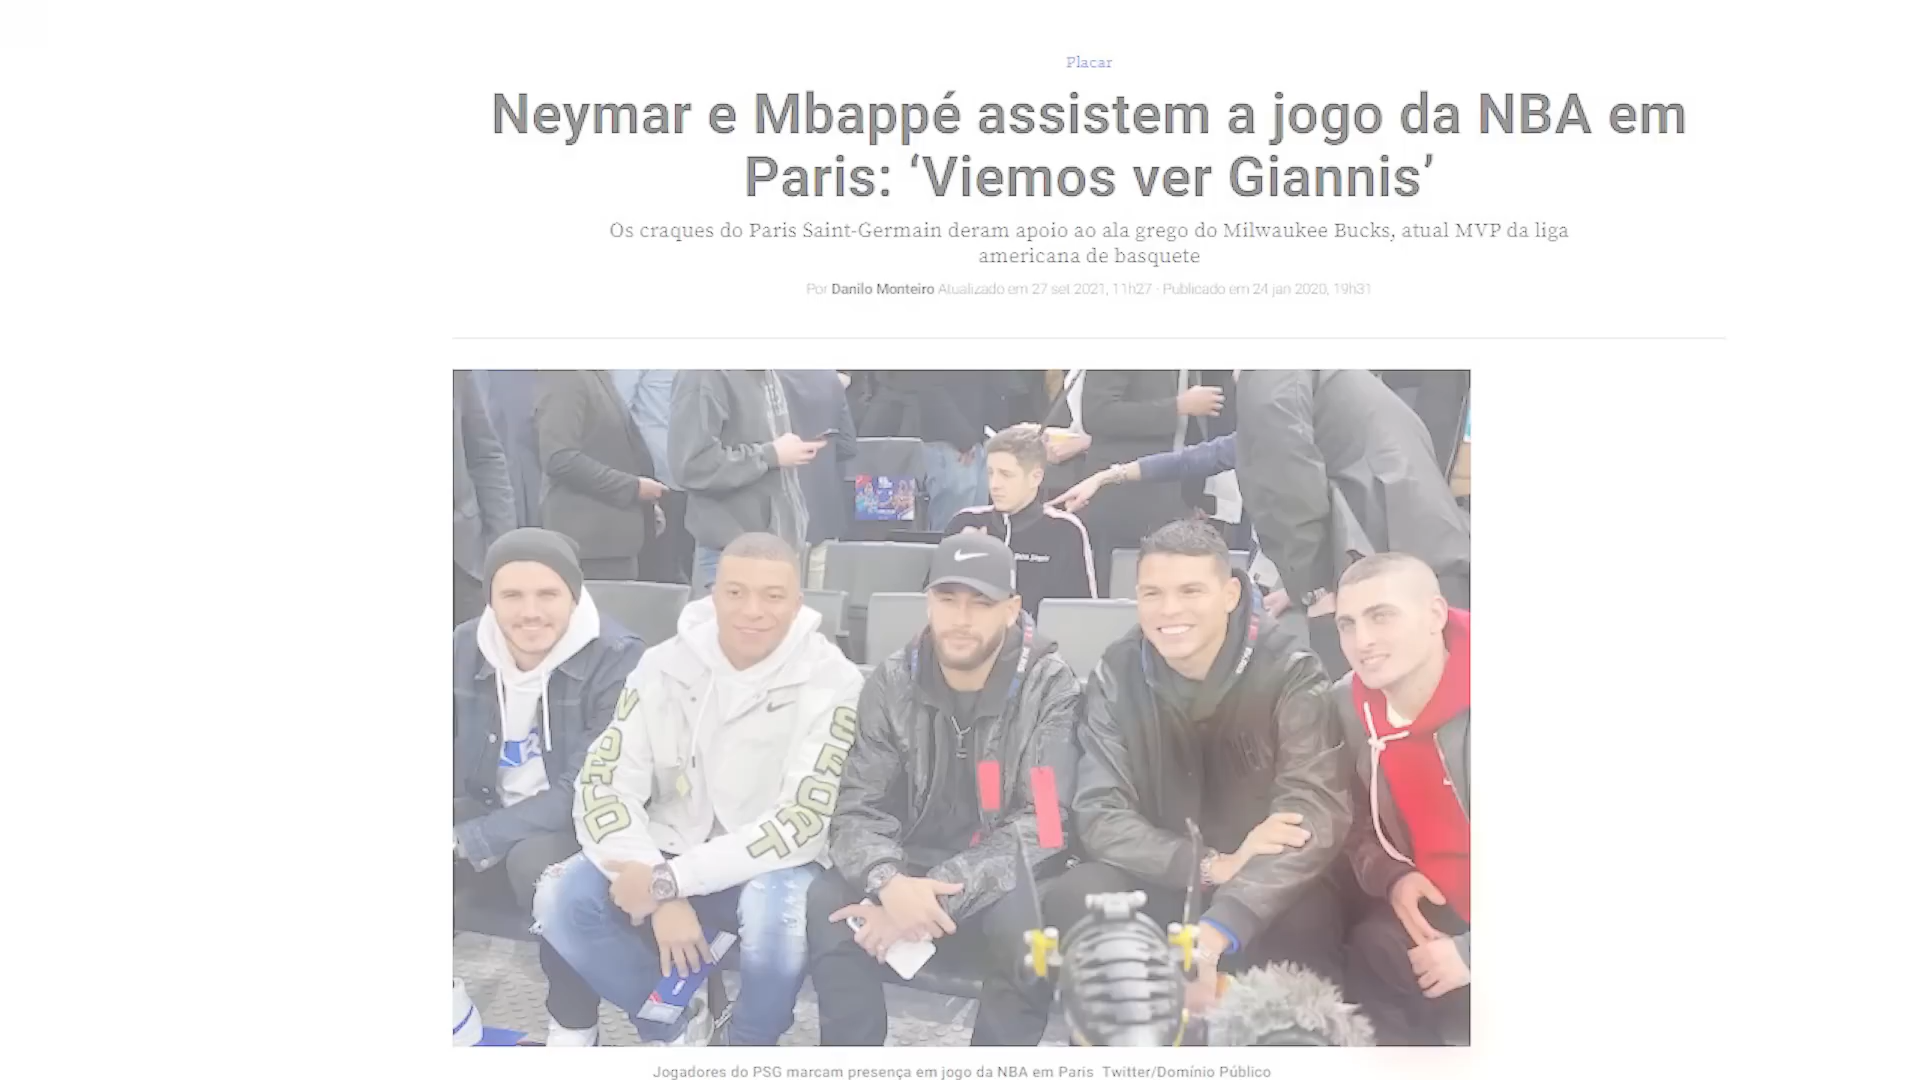 Placar
Neymar e Mbappé assistem a jogo da NBA em
Paris: ‘Viemos ver Giannis’
Os craques do Paris Saint-Germain deram apoio ao ala grego do Milwaukee Bucks, atual MVP da liga
americana de basquete
Por Danilo Monteiro Atualizado em 27 set 2021, 11h27 · Publicado em 24 jan 2020, 19h31
Jogadores do PSG marcam presença em jogo da NBA em Paris Twitter/Domínio Público